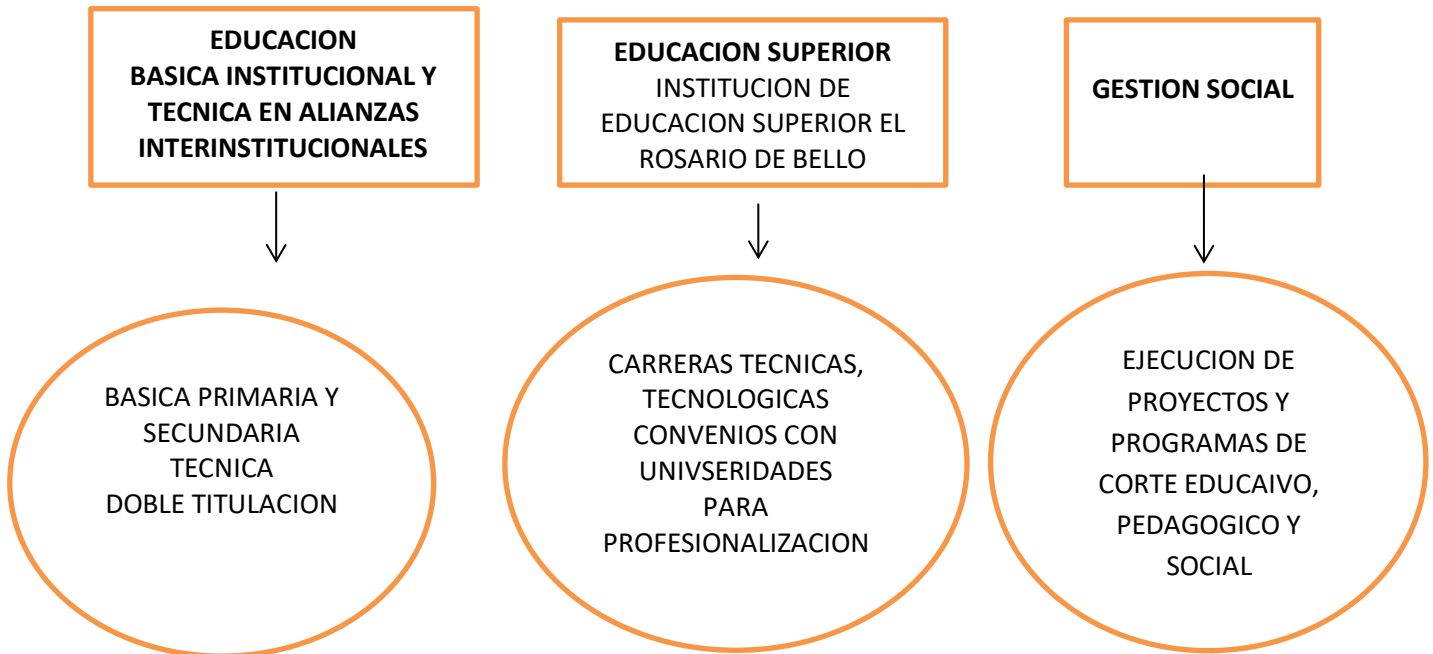 EDUCACION
BASICA INSTITUCIONAL Y
TECNICA EN ALIANZAS
INTERINSTITUCIONALES
EDUCACION SUPERIOR
INSTITUCION DE
EDUCACION SUPERIOR EL
ROSARIO DE BELLO
GESTION SOCIAL
BASICA PRIMARIA Y
SECUNDARIA
TECNICA
DOBLE TITULACION
CARRERAS TECNICAS,
TECNOLOGICAS
CONVENIOS CON
UNIVSERIDADES
PARA
PROFESIONALIZACION
EJECUCION DE
PROYECTOS Y
PROGRAMAS DE
CORTE EDUCAIVO,
PEDAGOGICO Y
SOCIAL